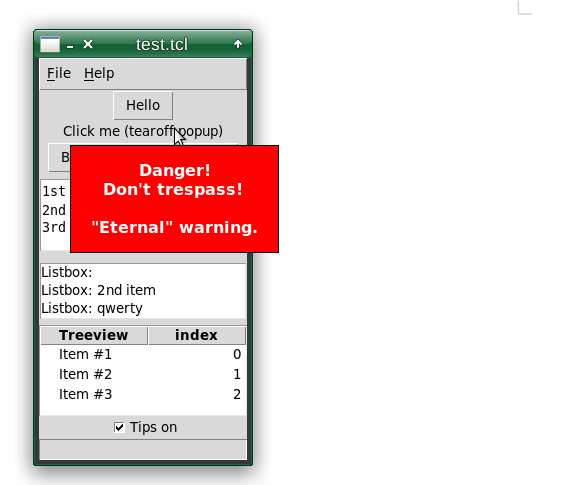 test.tcl
File Help
Hello
Click me (tearoff popup)
B
Danger!
Don't trespass!
"Eternal" warning.
1st
2nd
3rd
Listbox:
Listbox: 2nd item
Listbox: qwerty
Treeview index
Item #1 0
Item #2 1
Item #3 2
Tips on